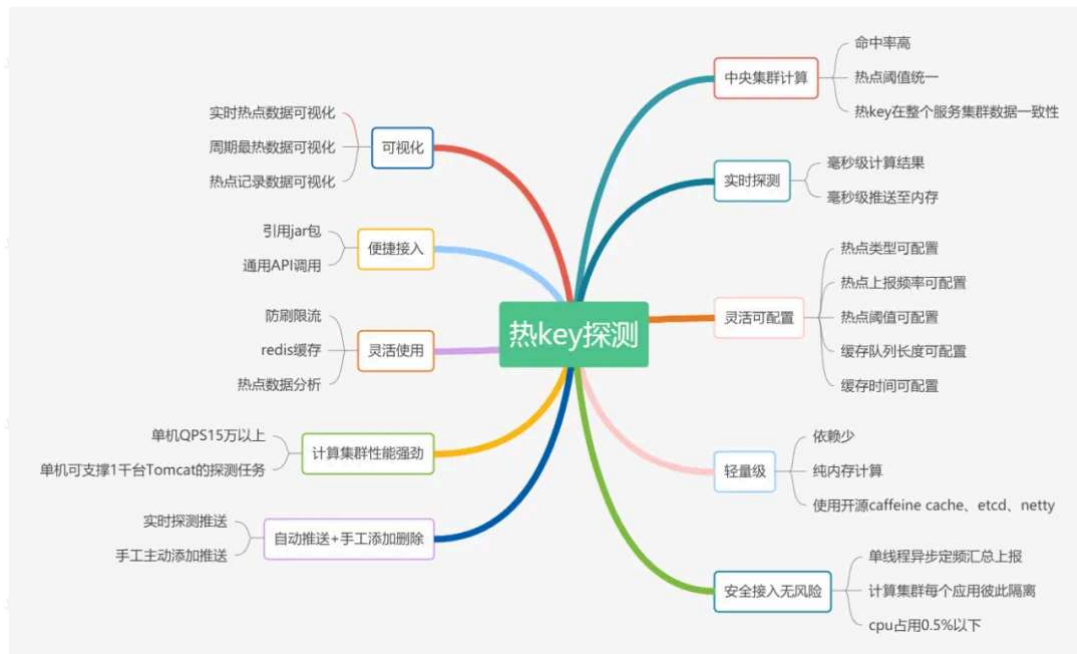 热key探测
中央集群计算
命中率高
热点阈值统一
热key在整个服务集群数据一致性
实时探测
毫秒级计算结果
毫秒级推送至内存
灵活可配置
热点类型可配置
热点上报频率可配置
热点阈值可配置
缓存队列长度可配置
缓存时间可配置
轻量级
依赖少
纯内存计算
使用开源caffeine cache、etcd、netty
安全接入无风险
单线程异步定频汇总上报
计算集群每个应用彼此隔离
cpu占用0.5%以下
可视化
实时热点数据可视化
周期最热数据可视化
热点记录数据可视化
便捷接入
引用jar包
通用API调用
灵活使用
防刷限流
redis缓存
热点数据分析
计算集群性能强劲
单机QPS15万以上
单机可支撑1千台Tomcat的探测任务
自动推送+手工添加删除
实时探测推送
手工主动添加推送